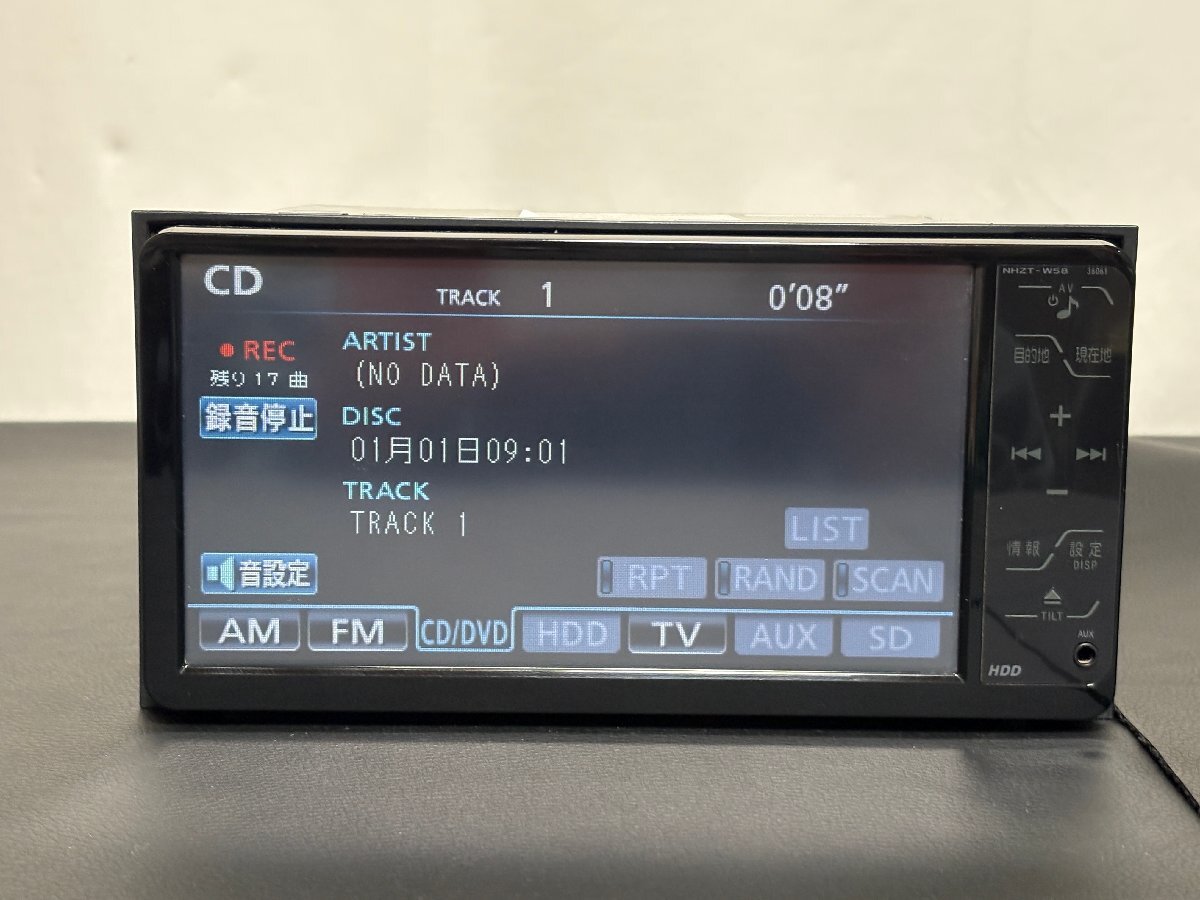 CD
TRACK 1 0'08"
REC
残り17曲
録音停止
ARTIST
(NO DATA)
DISC
01月01日09:01
TRACK
TRACK 1
LIST
音設定
RPT RAND SCAN
AM FM CD/DVD HDD TV AUX SD
NHZT-W58 36061
AV
目的地 現在地
+
−
情報 設定
DISP
TILT
AUX
HDD